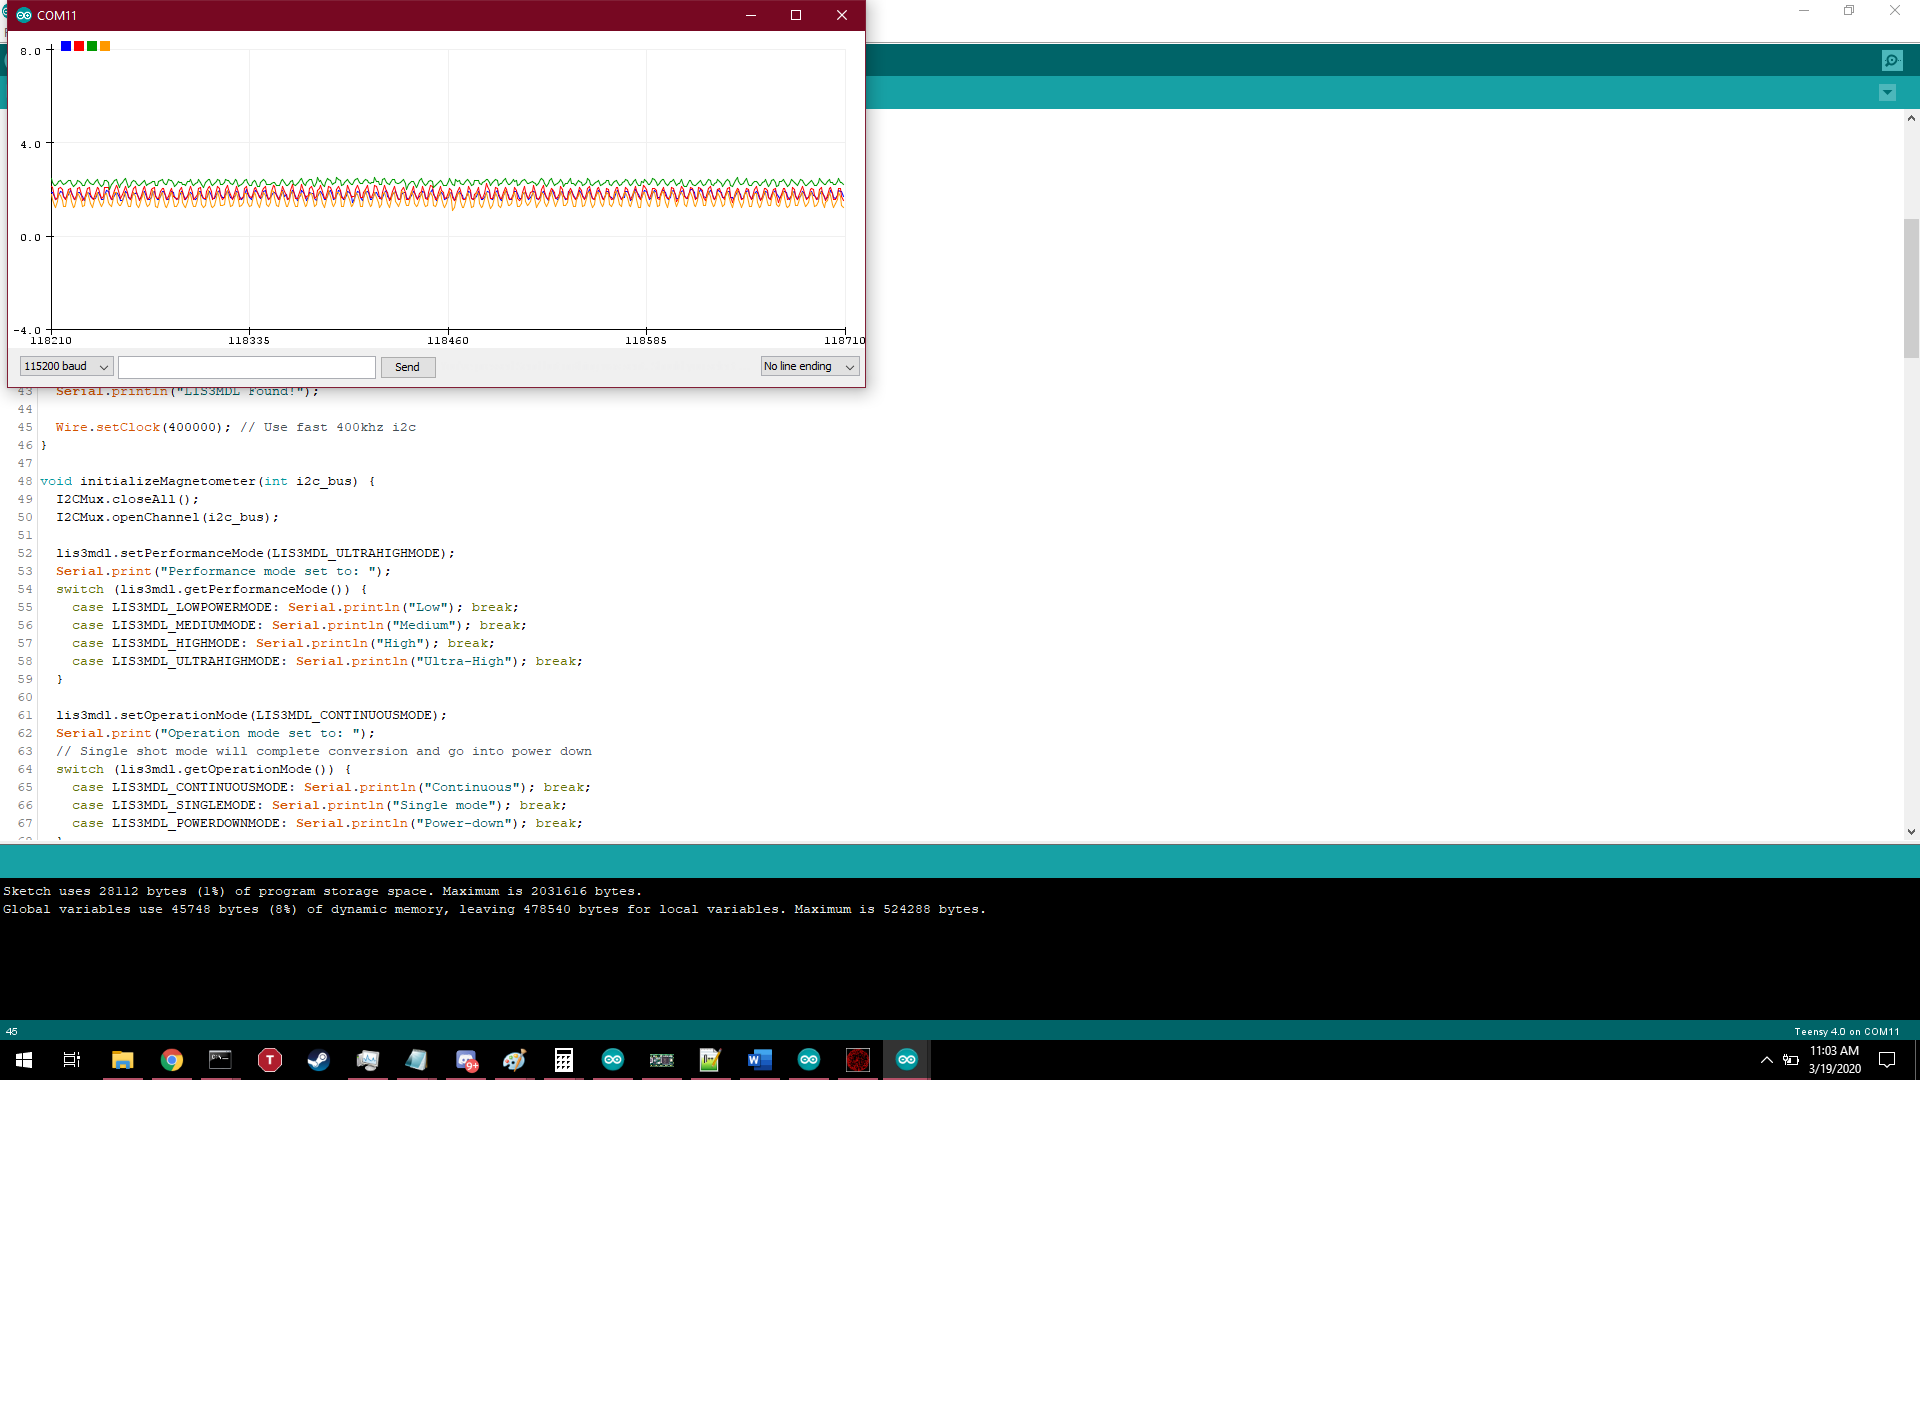 COM11
8.0
4.0
0.0
-4.0
118210 118335 118460 118585 118710
115200 baud Send No line ending
43 Serial.println("LIS3MDL Found!");
44
45 Wire.setClock(400000); // Use fast 400khz i2c
46 }
47
48 void initializeMagnetometer(int i2c_bus) {
49 I2CMux.closeAll();
50 I2CMux.openChannel(i2c_bus);
51
52 lis3mdl.setPerformanceMode(LIS3MDL_ULTRAHIGHMODE);
53 Serial.print("Performance mode set to: ");
54 switch (lis3mdl.getPerformanceMode()) {
55 case LIS3MDL_LOWPOWERMODE: Serial.println("Low"); break;
56 case LIS3MDL_MEDIUMMODE: Serial.println("Medium"); break;
57 case LIS3MDL_HIGHMODE: Serial.println("High"); break;
58 case LIS3MDL_ULTRAHIGHMODE: Serial.println("Ultra-High"); break;
59 }
60
61 lis3mdl.setOperationMode(LIS3MDL_CONTINUOUSMODE);
62 Serial.print("Operation mode set to: ");
63 // Single shot mode will complete conversion and go into power down
64 switch (lis3mdl.getOperationMode()) {
65 case LIS3MDL_CONTINUOUSMODE: Serial.println("Continuous"); break;
66 case LIS3MDL_SINGLEMODE: Serial.println("Single mode"); break;
67 case LIS3MDL_POWERDOWNMODE: Serial.println("Power-down"); break;
Sketch uses 28112 bytes (1%) of program storage space. Maximum is 2031616 bytes.
Global variables use 45748 bytes (8%) of dynamic memory, leaving 478540 bytes for local variables. Maximum is 524288 bytes.
45 Teensy 4.0 on COM11
T 9+ W
11:03 AM
3/19/2020